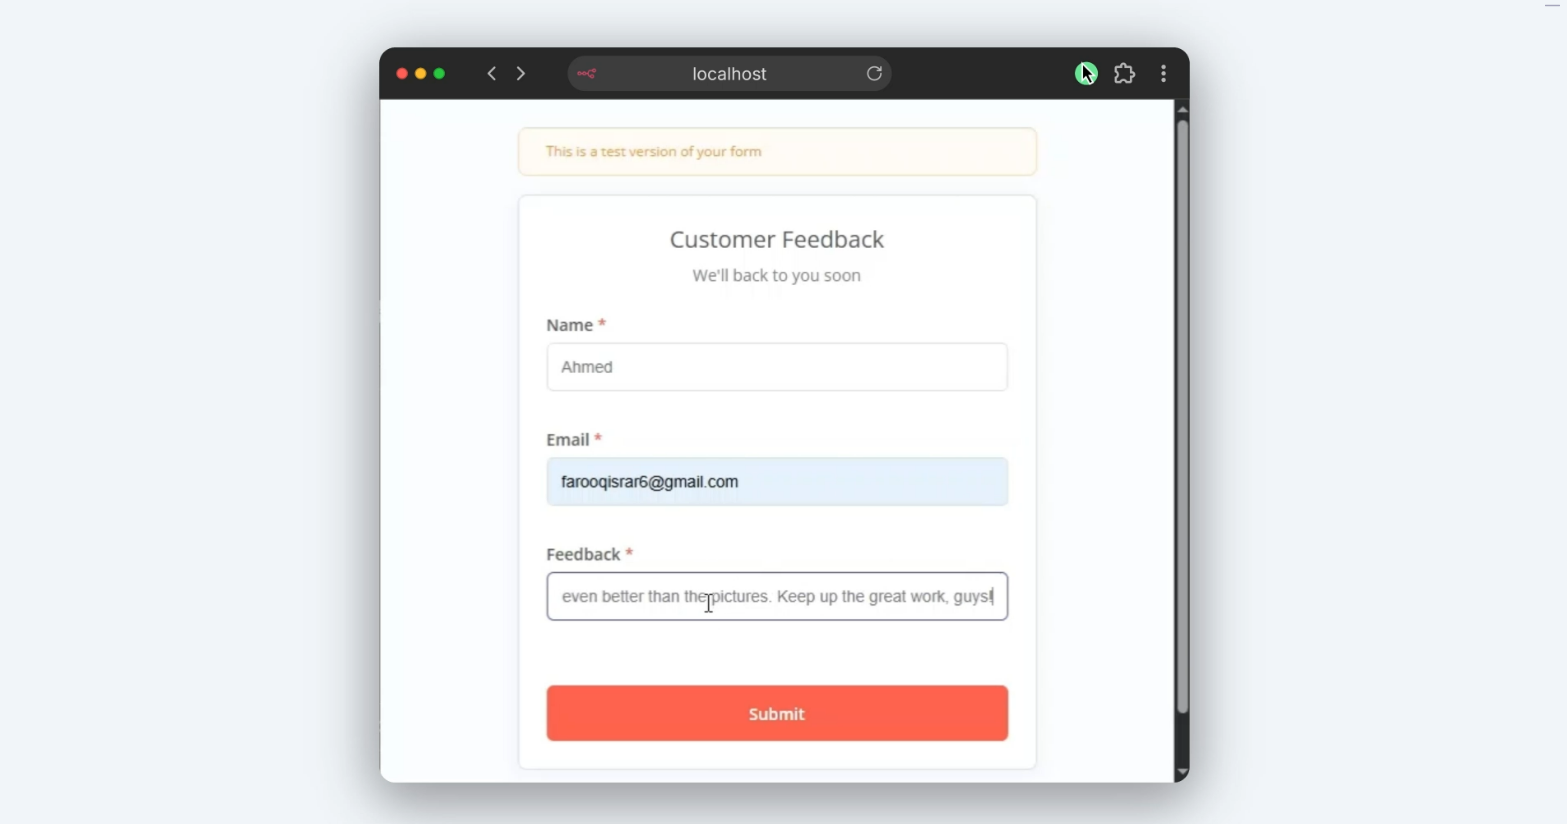 localhost
This is a test version of your form
Customer Feedback
We'll back to you soon
Name *
Ahmed
Email *
farooqisrar6@gmail.com
Feedback *
even better than the pictures. Keep up the great work, guys!
Submit